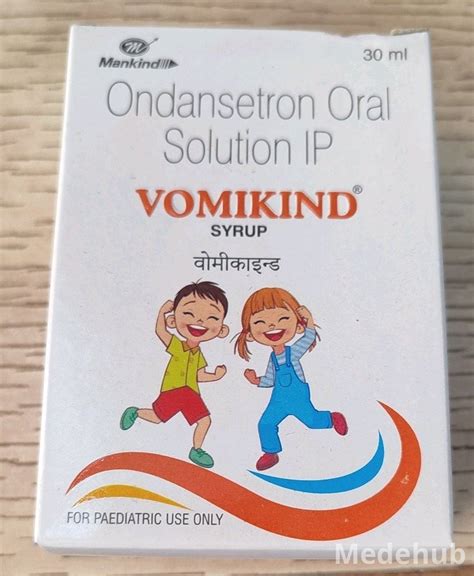 Mankind
30 ml
Ondansetron Oral
Solution IP
VOMIKIND®
SYRUP
वोमीकाइन्ड
FOR PAEDIATRIC USE ONLY
Medehub